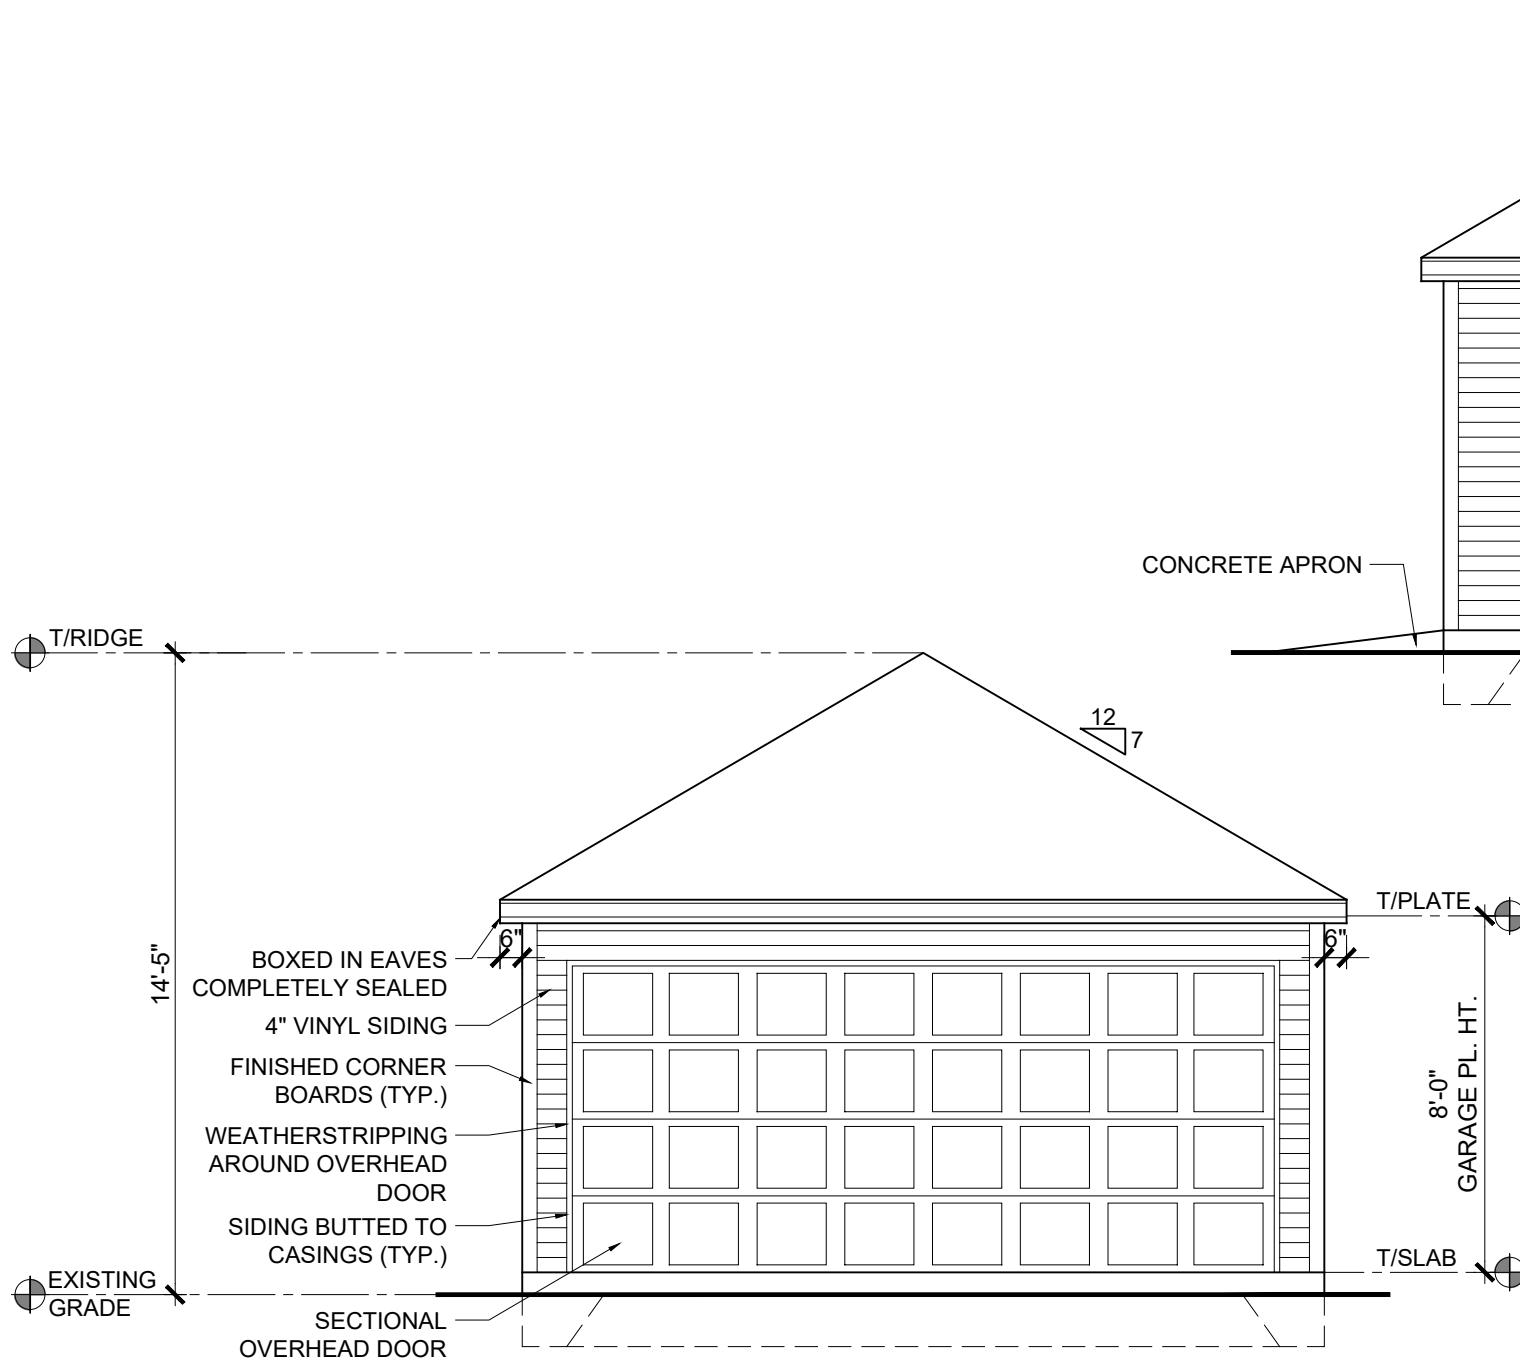 CONCRETE APRON
T/RIDGE
12
7
T/PLATE
6"
6"
14'-5"
BOXED IN EAVES
COMPLETELY SEALED
4" VINYL SIDING
FINISHED CORNER
BOARDS (TYP.)
WEATHERSTRIPPING
AROUND OVERHEAD
DOOR
SIDING BUTTED TO
CASINGS (TYP.)
8'-0"
GARAGE PL. HT.
T/SLAB
EXISTING
GRADE
SECTIONAL
OVERHEAD DOOR